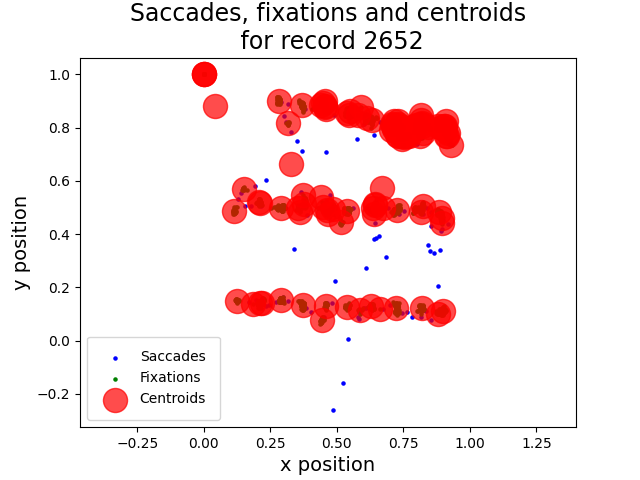 Saccades, fixations and centroids
for record 2652
1.0
0.8
0.6
0.4
0.2
0.0
−0.2
y position
Saccades
Fixations
Centroids
−0.25
0.00
0.25
0.50
0.75
1.00
1.25
x position